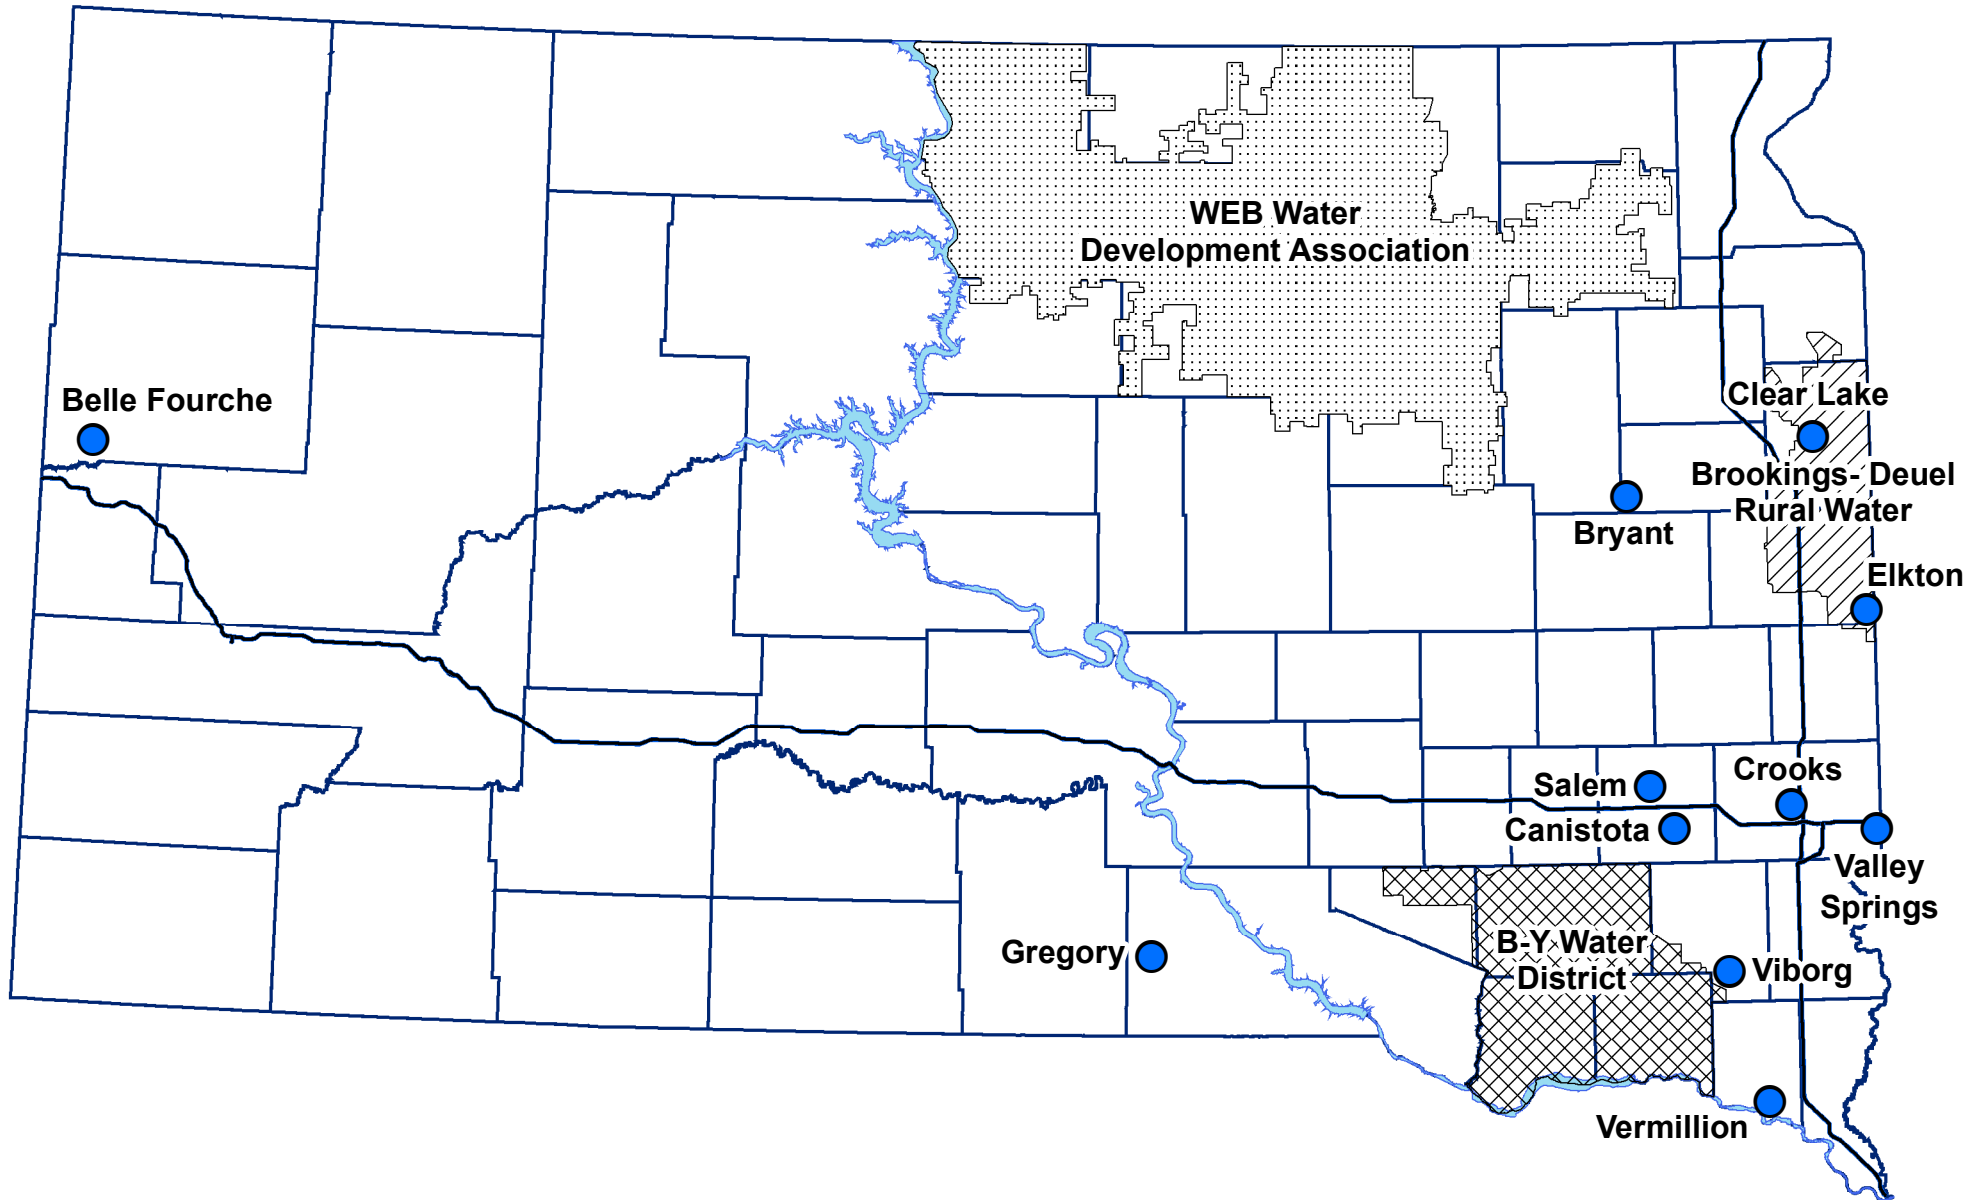 WEB Water
Development Association
Belle Fourche
Clear Lake
Brookings- Deuel
Rural Water
Bryant
Elkton
Salem
Crooks
Canistota
Valley
Springs
Gregory
B-Y Water
District
Viborg
Vermillion